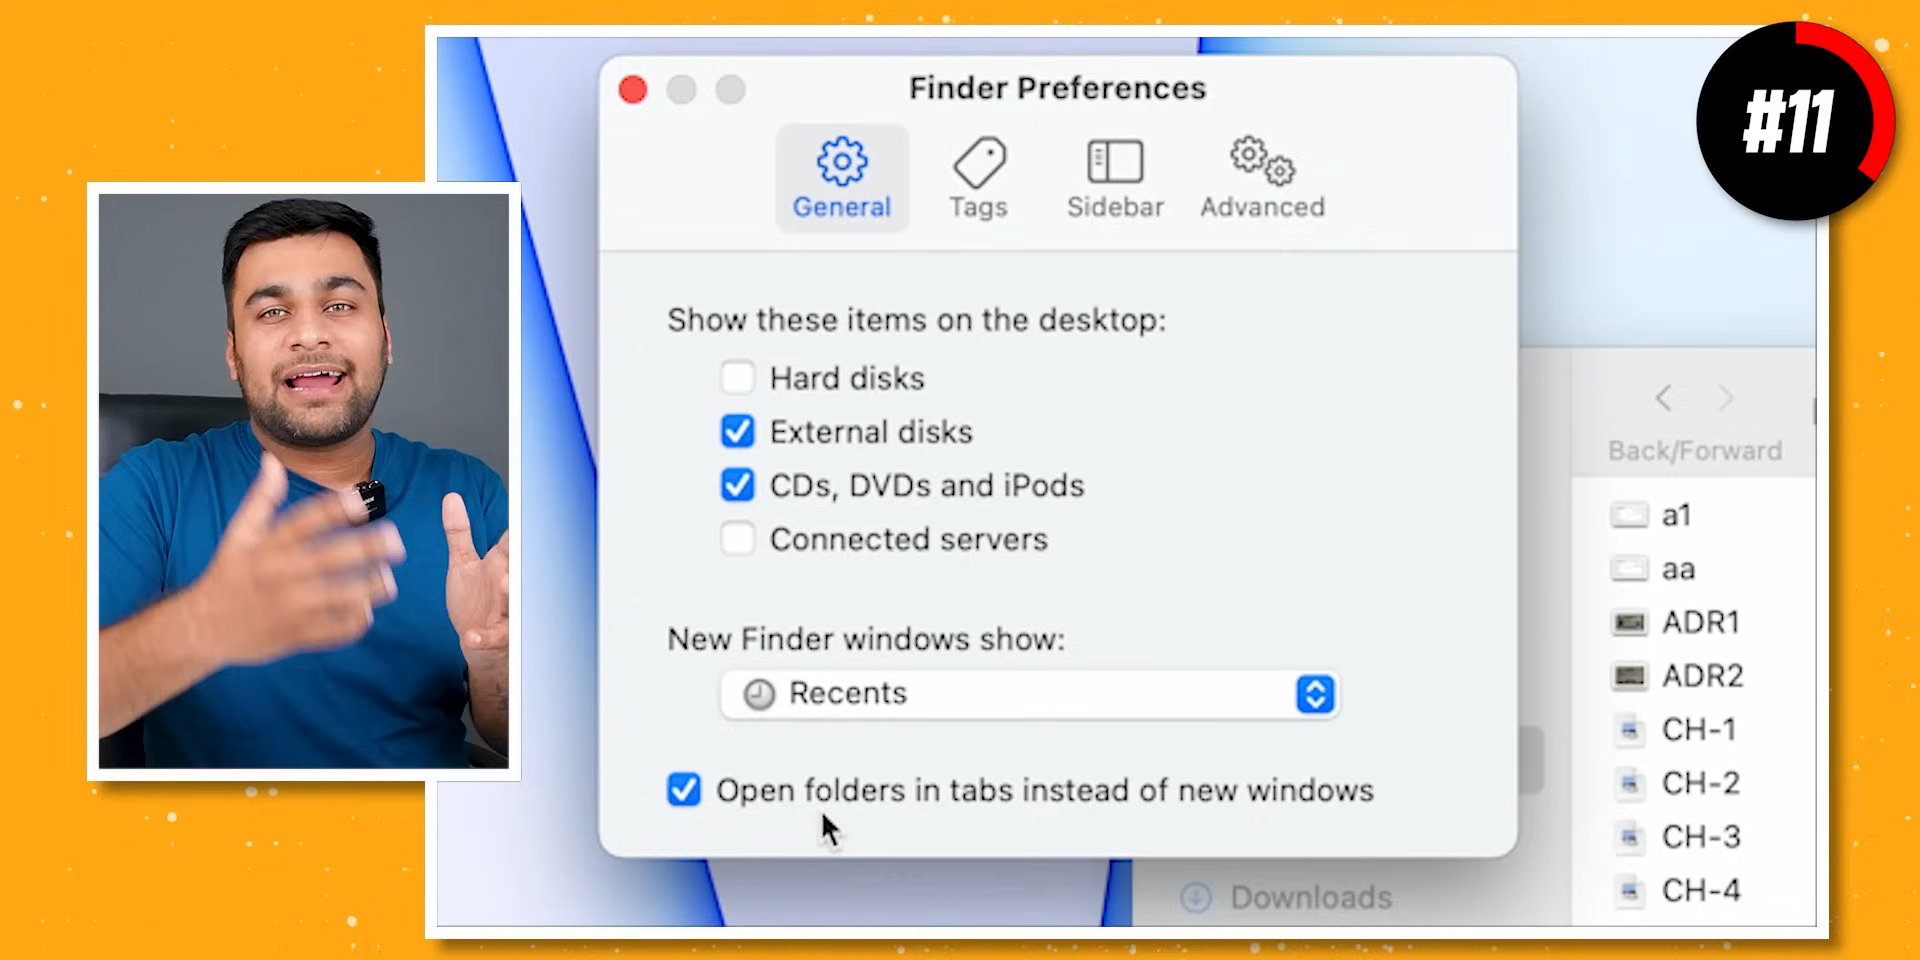 #11
Finder Preferences
General
Tags
Sidebar
Advanced
Show these items on the desktop:
Hard disks
External disks
CDs, DVDs and iPods
Connected servers
New Finder windows show:
Recents
Open folders in tabs instead of new windows
Back/Forward
a1
aa
ADR1
ADR2
CH-1
CH-2
CH-3
CH-4
Downloads